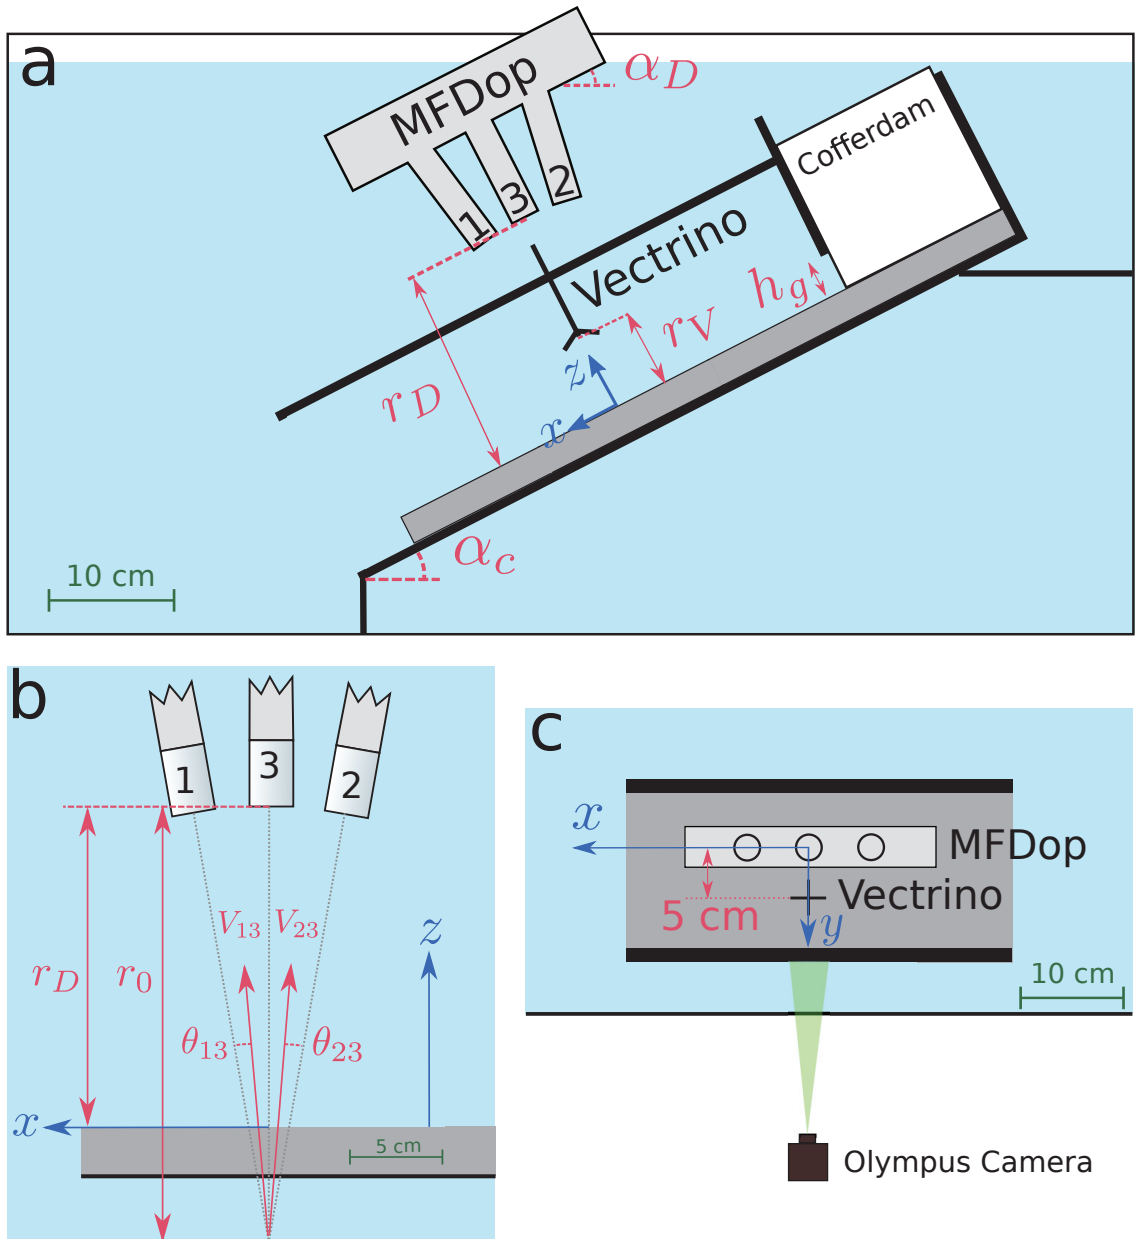 a
MFDop
α_D
1
3
2
Cofferdam
Vectrino
h_g
r_V
z
r_D
x
α_c
10 cm
b
1
3
2
V_13
V_23
z
r_D
r_0
θ_13
θ_23
x
5 cm
c
x
MFDop
Vectrino
5 cm
y
10 cm
Olympus Camera